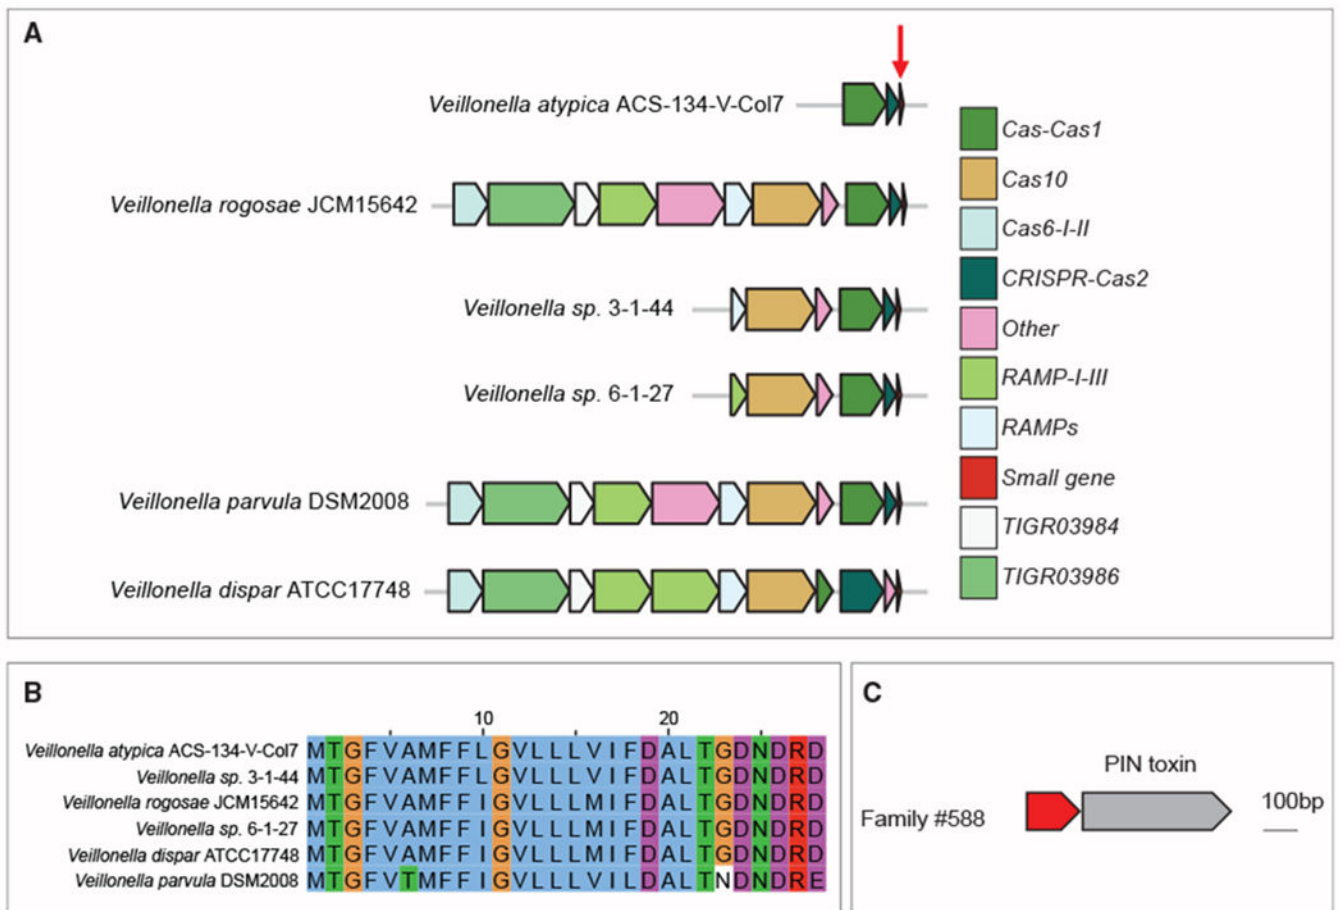 A
Veillonella atypica ACS-134-V-Col7
Veillonella rogosae JCM15642
Veillonella sp. 3-1-44
Veillonella sp. 6-1-27
Veillonella parvula DSM2008
Veillonella dispar ATCC17748
Cas-Cas1
Cas10
Cas6-I-II
CRISPR-Cas2
Other
RAMP-I-III
RAMPs
Small gene
TIGR03984
TIGR03986
B
10 20
Veillonella atypica ACS-134-V-Col7 MTGFVAMFFLGVLLLVIFDALTGDNDRD
Veillonella sp. 3-1-44 MTGFVAMFFLGVLLLVIFDALTGDNDRD
Veillonella rogosae JCM15642 MTGFVAMFFIGVLLLMIFDALTGDNDRD
Veillonella sp. 6-1-27 MTGFVAMFFIGVLLLMIFDALTGDNDRD
Veillonella dispar ATCC17748 MTGFVAMFFIGVLLLMIFDALTGDNDRD
Veillonella parvula DSM2008 MTGFVTMFFIGVLLLVILDALTNDNDRE
C
PIN toxin
Family #588
100bp